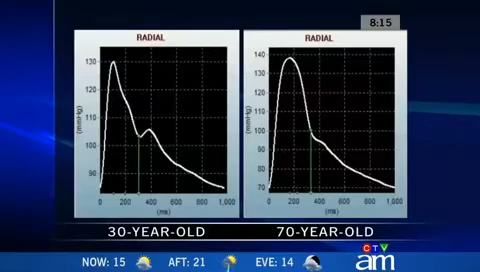 8:15
RADIAL
130
120
110
100
90
(mmHg)
0 200 400 600 800 1,000
(ms)
RADIAL
140
130
120
110
100
90
80
70
(mmHg)
0 200 400 600 800 1,000
(ms)
30-YEAR-OLD
70-YEAR-OLD
NOW: 15 AFT: 21 EVE: 14
CTV
am